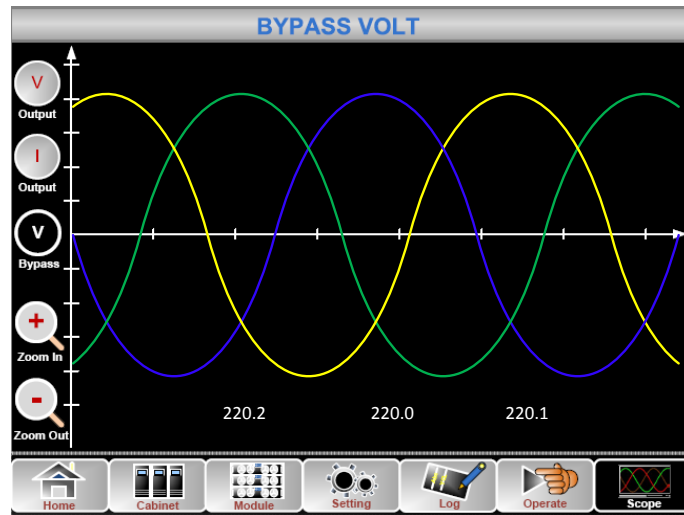 BYPASS VOLT
V
Output
I
Output
V
Bypass
+
Zoom In
-
Zoom Out
220.2 220.0 220.1
Home Cabinet Module Setting Log Operate Scope